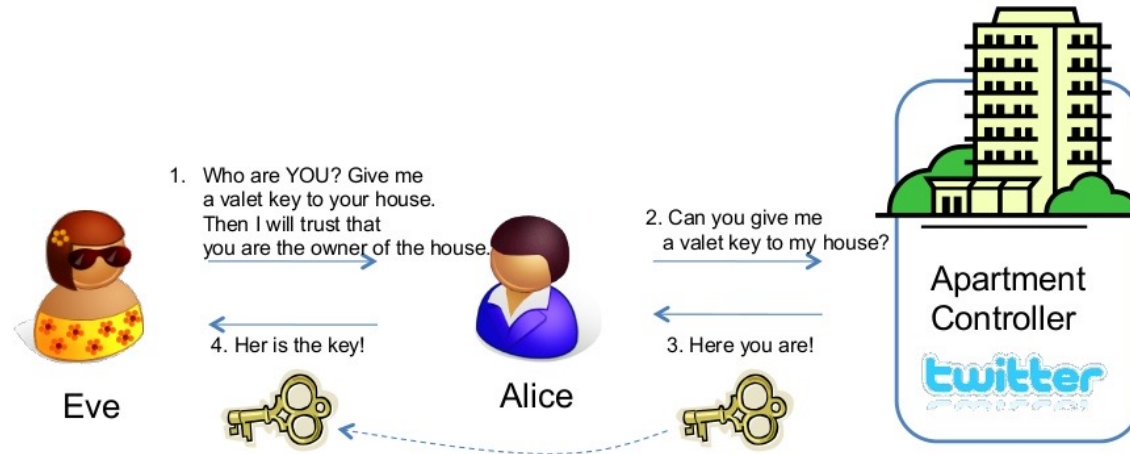 1. Who are YOU? Give me
a valet key to your house.
Then I will trust that
you are the owner of the house.
2. Can you give me
a valet key to my house?
4. Her is the key!
3. Here you are!
Eve
Alice
Apartment
Controller
twitter